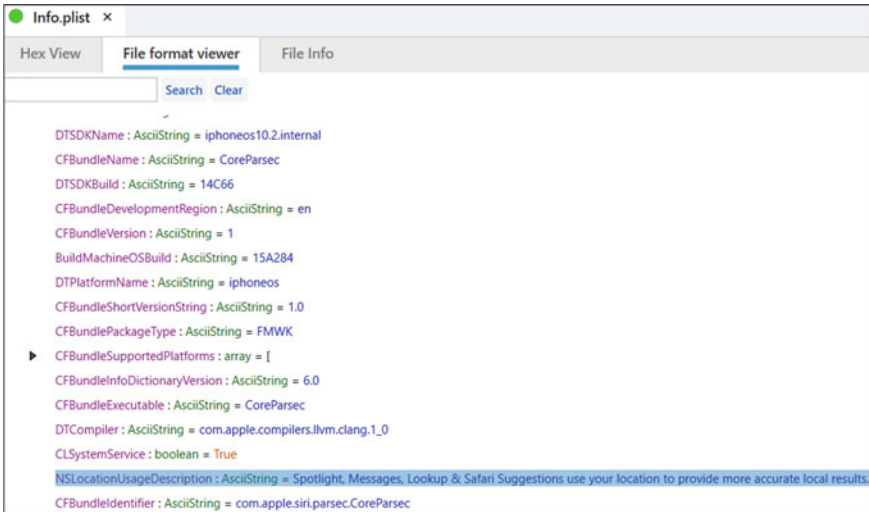 Info.plist ×
Hex View File format viewer File Info
Search Clear
DTSDKName : AsciiString = iphoneos10.2.internal
CFBundleName : AsciiString = CoreParsec
DTSDKBuild : AsciiString = 14C66
CFBundleDevelopmentRegion : AsciiString = en
CFBundleVersion : AsciiString = 1
BuildMachineOSBuild : AsciiString = 15A284
DTPlatformName : AsciiString = iphoneos
CFBundleShortVersionString : AsciiString = 1.0
CFBundlePackageType : AsciiString = FMWK
CFBundleSupportedPlatforms : array = [
CFBundleInfoDictionaryVersion : AsciiString = 6.0
CFBundleExecutable : AsciiString = CoreParsec
DTCompiler : AsciiString = com.apple.compilers.llvm.clang.1_0
CLSystemService : boolean = True
NSLocationUsageDescription : AsciiString = Spotlight, Messages, Lookup & Safari Suggestions use your location to provide more accurate local results.
CFBundleIdentifier : AsciiString = com.apple.siri.parsec.CoreParsec